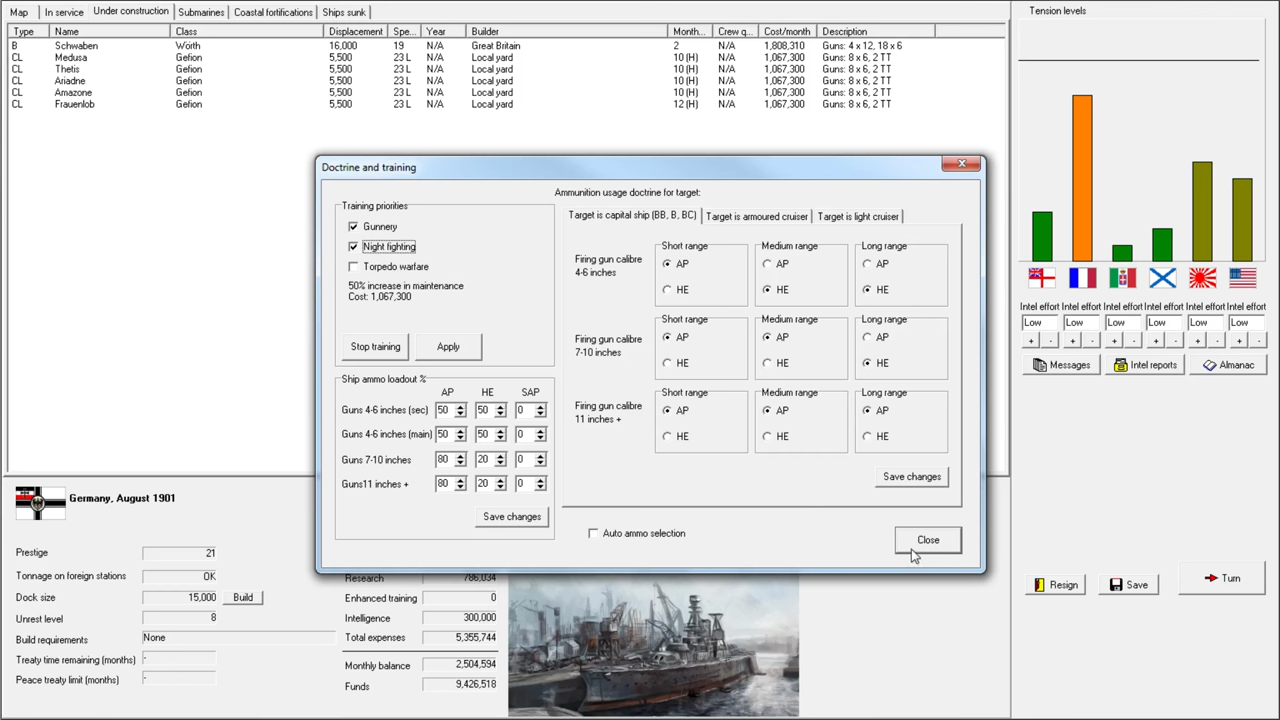 Map In service Under construction Submarines Coastal fortifications Ships sunk
Type Name Class Displacement Spe... Year Builder Month... Crew q... Cost/month Description
B Schwaben Wörth 16,000 19 N/A Great Britain 2 N/A 1,808,310 Guns: 4 x 12, 18 x 6
CL Medusa Gefion 5,500 23 L N/A Local yard 10 (H) N/A 1,067,300 Guns: 8 x 6, 2 TT
CL Thetis Gefion 5,500 23 L N/A Local yard 10 (H) N/A 1,067,300 Guns: 8 x 6, 2 TT
CL Ariadne Gefion 5,500 23 L N/A Local yard 10 (H) N/A 1,067,300 Guns: 8 x 6, 2 TT
CL Amazone Gefion 5,500 23 L N/A Local yard 10 (H) N/A 1,067,300 Guns: 8 x 6, 2 TT
CL Frauenlob Gefion 5,500 23 L N/A Local yard 12 (H) N/A 1,067,300 Guns: 8 x 6, 2 TT
Doctrine and training
Training priorities
Gunnery
Night fighting
Torpedo warfare
50% increase in maintenance
Cost: 1,067,300
Stop training Apply
Ship ammo loadout %
AP HE SAP
Guns 4-6 inches (sec) 50 50 0
Guns 4-6 inches (main) 50 50 0
Guns 7-10 inches 80 20 0
Guns11 inches + 80 20 0
Save changes
Ammunition usage doctrine for target:
Target is capital ship (BB, B, BC) Target is armoured cruiser Target is light cruiser
Firing gun calibre
4-6 inches
Short range Medium range Long range
AP AP AP
HE HE HE
Firing gun calibre
7-10 inches
Short range Medium range Long range
AP AP AP
HE HE HE
Firing gun calibre
11 inches +
Short range Medium range Long range
AP AP AP
HE HE HE
Save changes
Auto ammo selection
Close
Germany, August 1901
Prestige 21
Tonnage on foreign stations OK
Dock size 15,000 Build
Unrest level 8
Build requirements None
Treaty time remaining (months) -
Peace treaty limit (months) -
Research 786,034
Enhanced training 0
Intelligence 300,000
Total expenses 5,355,744
Monthly balance 2,504,594
Funds 9,426,518
Tension levels
Intel effort Intel effort Intel effort Intel effort Intel effort Intel effort
Low Low Low Low Low Low
+ - + - + - + - + - + -
Messages Intel reports Almanac
Resign Save Turn